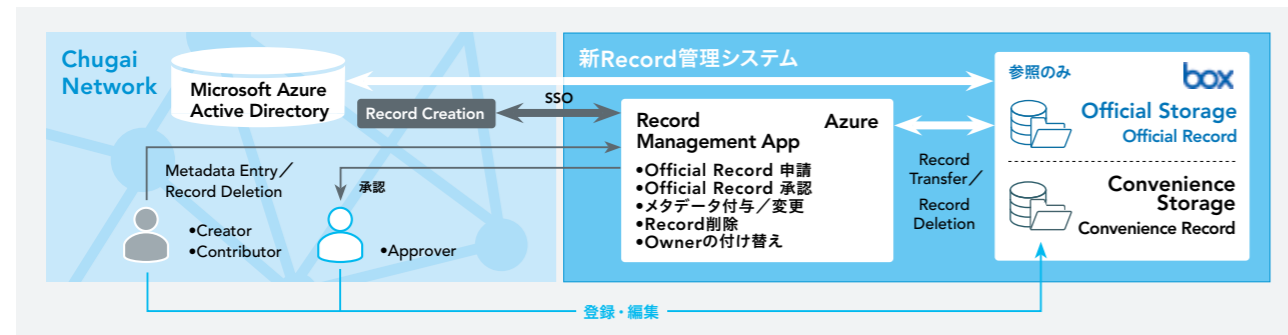 Chugai
Network
Microsoft Azure
Active Directory
Record Creation
SSO
Metadata Entry／
Record Deletion
承認
•Creator
•Contributor
•Approver
新Record管理システム
Record
Management App
Azure
•Official Record 申請
•Official Record 承認
•メタデータ付与／変更
•Record削除
•Ownerの付け替え
Record
Transfer／
Record
Deletion
参照のみ
box
Official Storage
Official Record
Convenience
Storage
Convenience Record
登録・編集